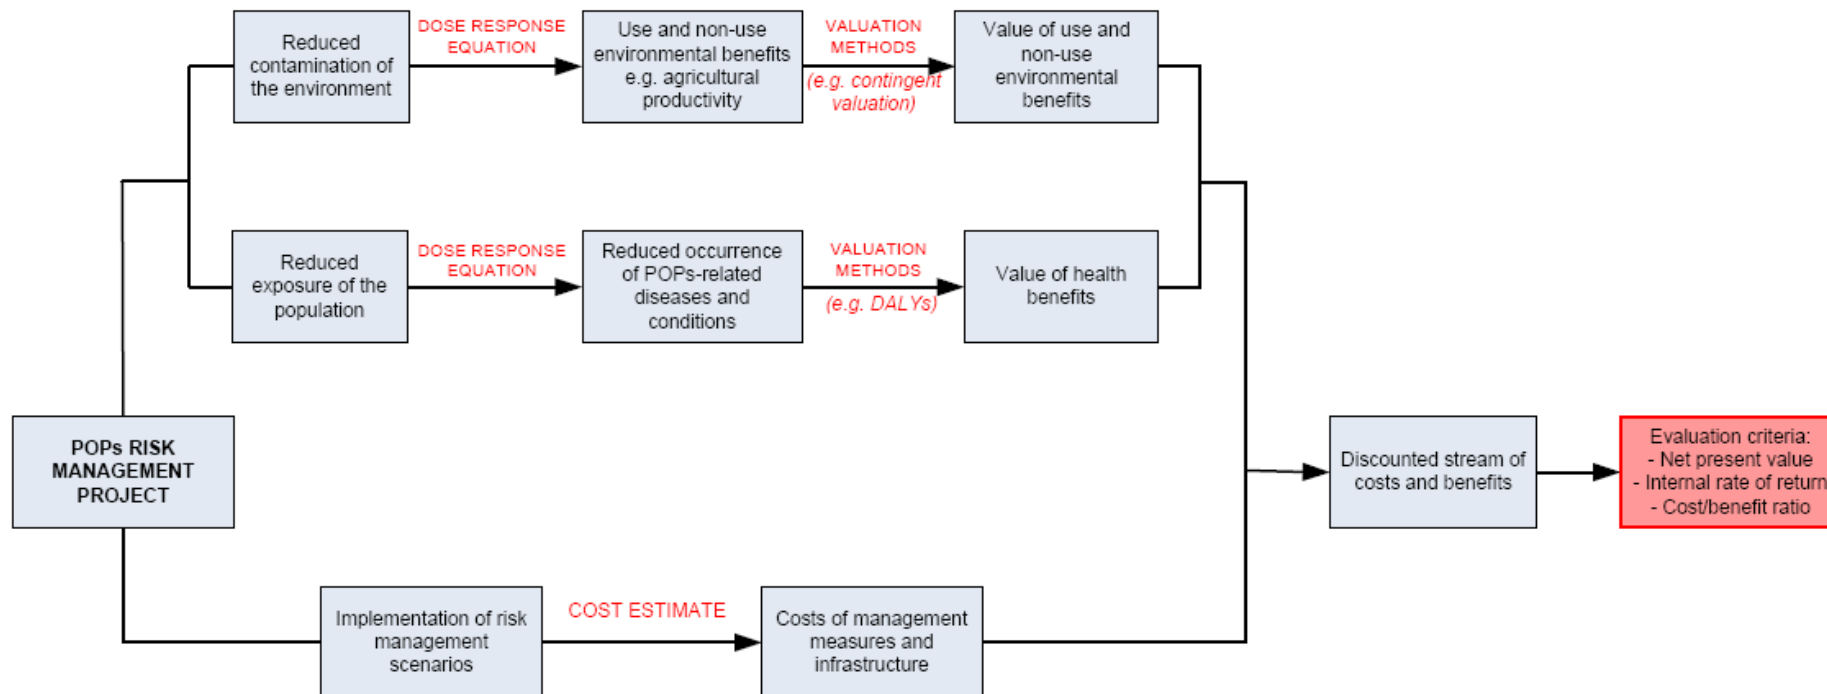 Reduced
contamination of
the environment
DOSE RESPONSE
EQUATION
Use and non-use
environmental benefits
e.g. agricultural
productivity
VALUATION
METHODS
(e.g. contingent
valuation)
Value of use and
non-use
environmental
benefits
Reduced
exposure of the
population
DOSE RESPONSE
EQUATION
Reduced occurrence
of POPs-related
diseases and
conditions
VALUATION
METHODS
(e.g. DALYs)
Value of health
benefits
POPs RISK
MANAGEMENT
PROJECT
Discounted stream of
costs and benefits
Evaluation criteria:
- Net present value
- Internal rate of return
- Cost/benefit ratio
Implementation of risk
management
scenarios
COST ESTIMATE
Costs of management
measures and
infrastructure